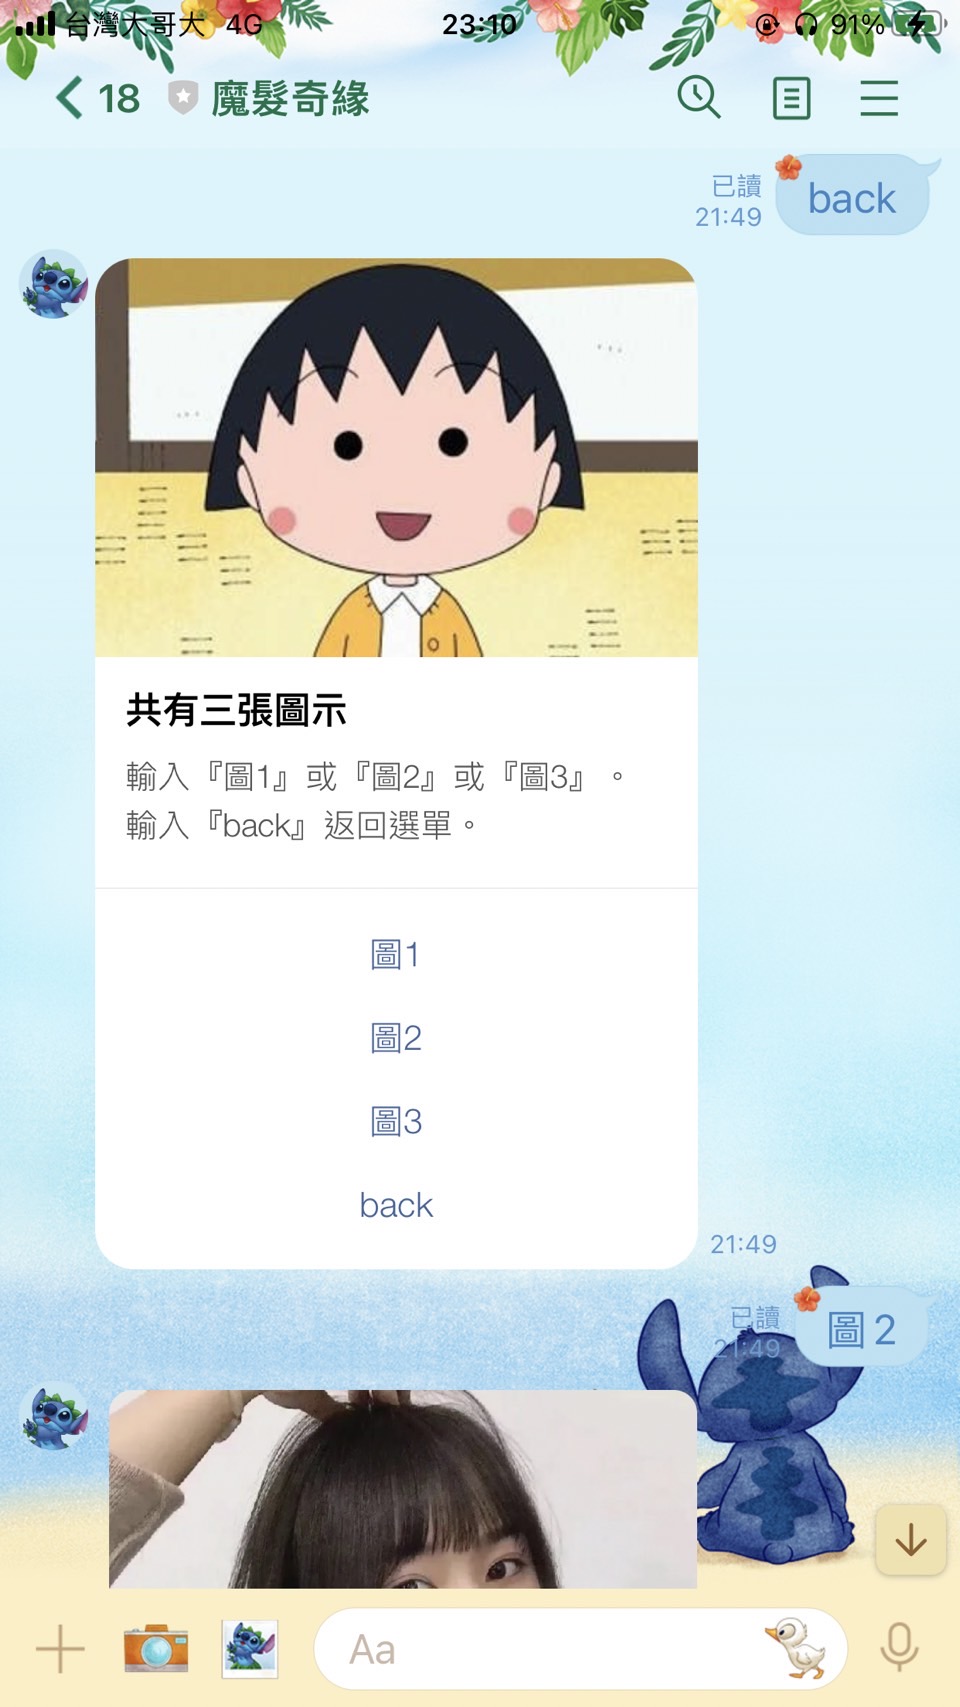 台灣大哥大 4G 23:10 91%
18 魔髮奇緣
back
已讀
21:49
共有三張圖示
輸入『圖1』或『圖2』或『圖3』。
輸入『back』返回選單。
圖1
圖2
圖3
back
21:49
圖 2
已讀
21:49
Aa